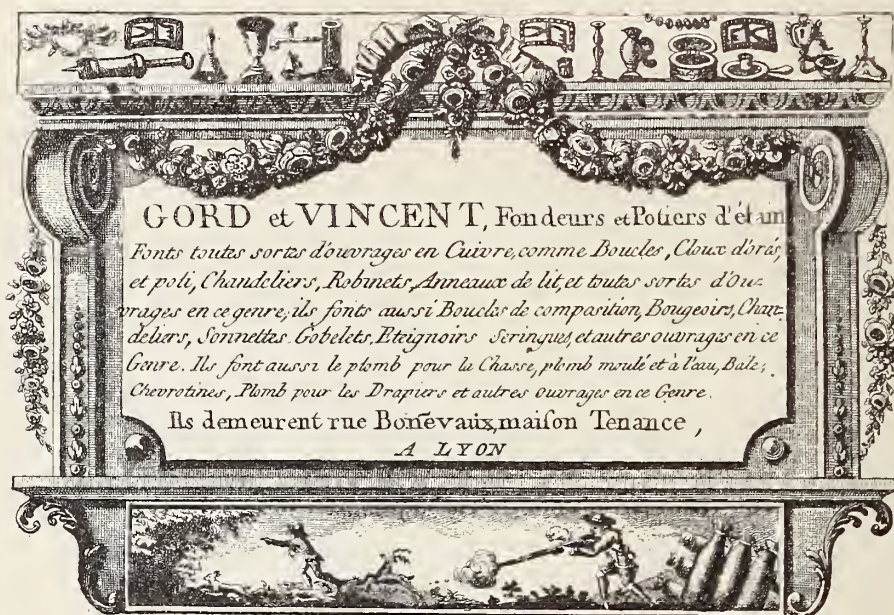 GORD et VINCENT, Fondeurs et Potiers d'étain
Fonts toutes sortes d'ouvrages en Cuivre, comme Boucles, Cloux d'orés,
et poli, Chandeliers, Robinets, Anneaux de lit, et toutes sortes d'Ou-
vrages en ce genre; ils fonts aussi Boucles de composition, Bougeoirs, Chan-
deliers, Sonnettes. Gobelets, Eteignoirs Seringues, et autres ouvrages en ce
Genre. Ils font aussi le plomb pour la Chasse, plomb moulé et à l'eau, Bale;
Chevrotines, Plomb pour les Drapiers et autres ouvrages en ce Genre.
Ils demeurent rue Boñevaux, maison Tenance,
A LYON